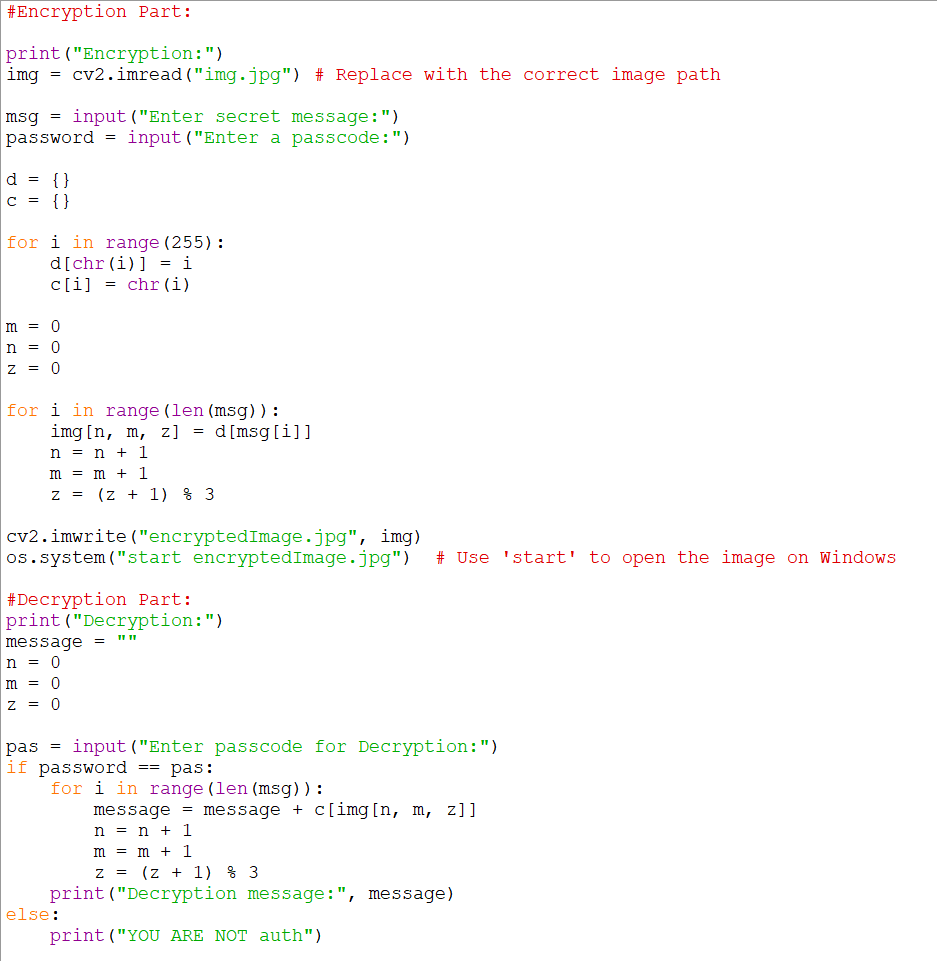 #Encryption Part:
print("Encryption:")
img = cv2.imread("img.jpg") # Replace with the correct image path
msg = input("Enter secret message:")
password = input("Enter a passcode:")
d = {}
c = {}
for i in range(255):
    d[chr(i)] = i
    c[i] = chr(i)
m = 0
n = 0
z = 0
for i in range(len(msg)):
    img[n, m, z] = d[msg[i]]
    n = n + 1
    m = m + 1
    z = (z + 1) % 3
cv2.imwrite("encryptedImage.jpg", img)
os.system("start encryptedImage.jpg")  # Use 'start' to open the image on Windows
#Decryption Part:
print("Decryption:")
message = ""
n = 0
m = 0
z = 0
pas = input("Enter passcode for Decryption:")
if password == pas:
    for i in range(len(msg)):
        message = message + c[img[n, m, z]]
        n = n + 1
        m = m + 1
        z = (z + 1) % 3
    print("Decryption message:", message)
else:
    print("YOU ARE NOT auth")